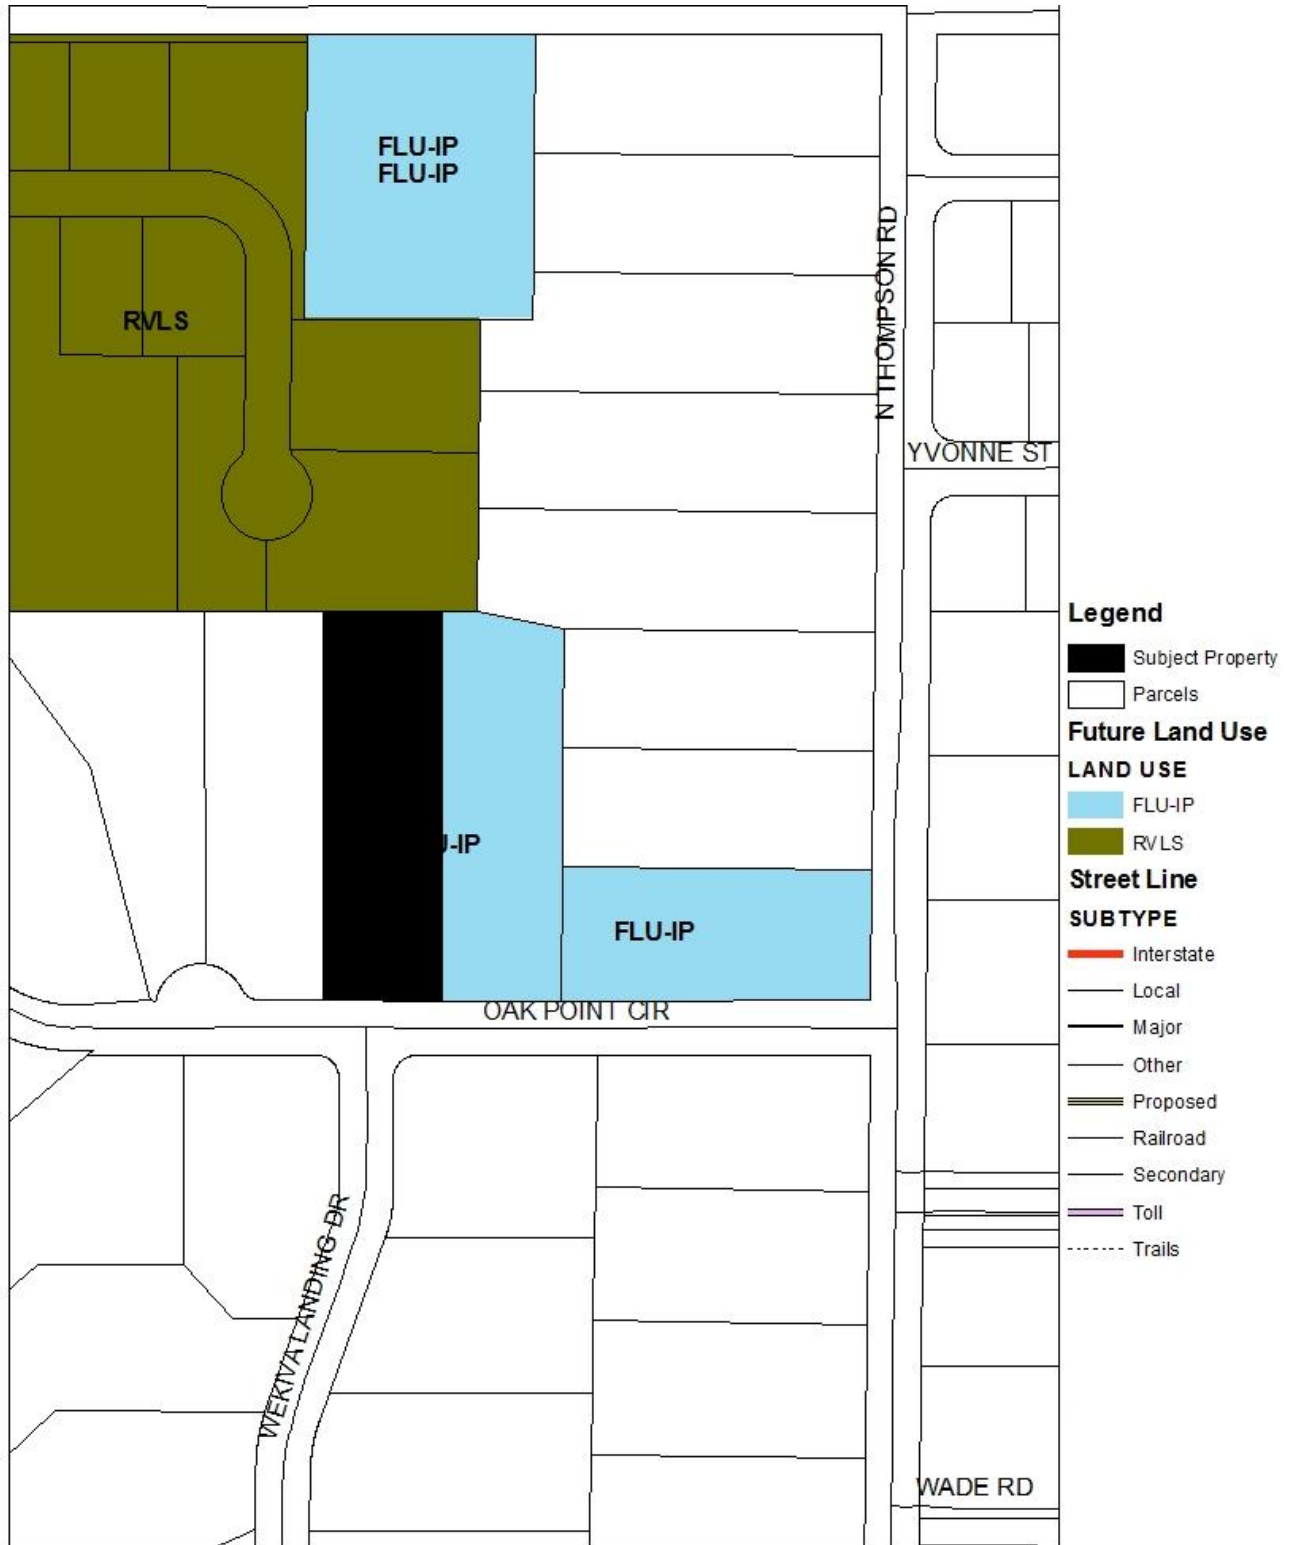 FLU-IP
FLU-IP
RVLS
N THOMPSON RD
YVONNE ST
U-IP
FLU-IP
OAK POINT CIR
WEKIVA LANDING DR
WADE RD
Legend
Subject Property
Parcels
Future Land Use
LAND USE
FLU-IP
RVLS
Street Line
SUBTYPE
Interstate
Local
Major
Other
Proposed
Railroad
Secondary
Toll
Trails